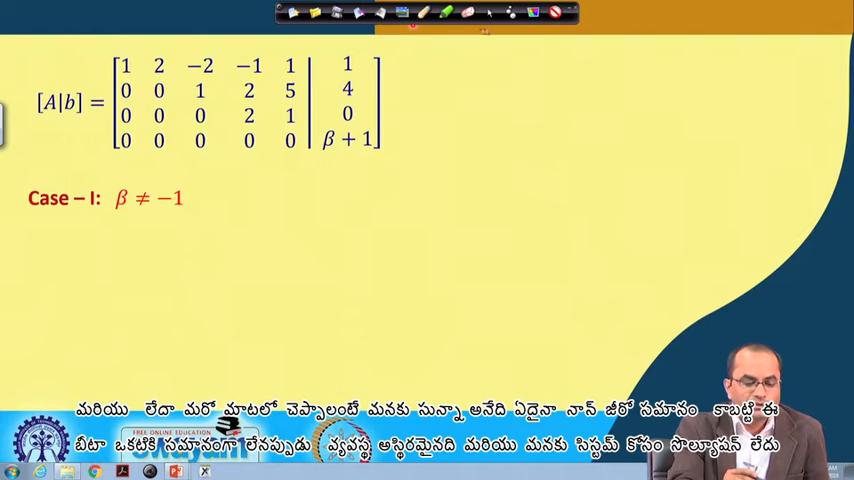 [A|b] =
1 2 −2 −1 1 | 1
0 0 1 2 5 | 4
0 0 0 2 1 | 0
0 0 0 0 0 | β + 1
Case – I: β ≠ −1
మరియు లేదా మరో మాటలో చెప్పాలంటే మనకు సున్నా అనేది ఏదైనా నాన్ జీరో సమానం కాబట్టి ఈ
బిటా ఒకటికి సమానంగా లేనప్పుడు వ్యవస్థ అస్థిరమైనది మరియు మనకు సిస్టమ్ కోసం సొల్యూషన్ లేదు
FREE ONLINE EDUCATION